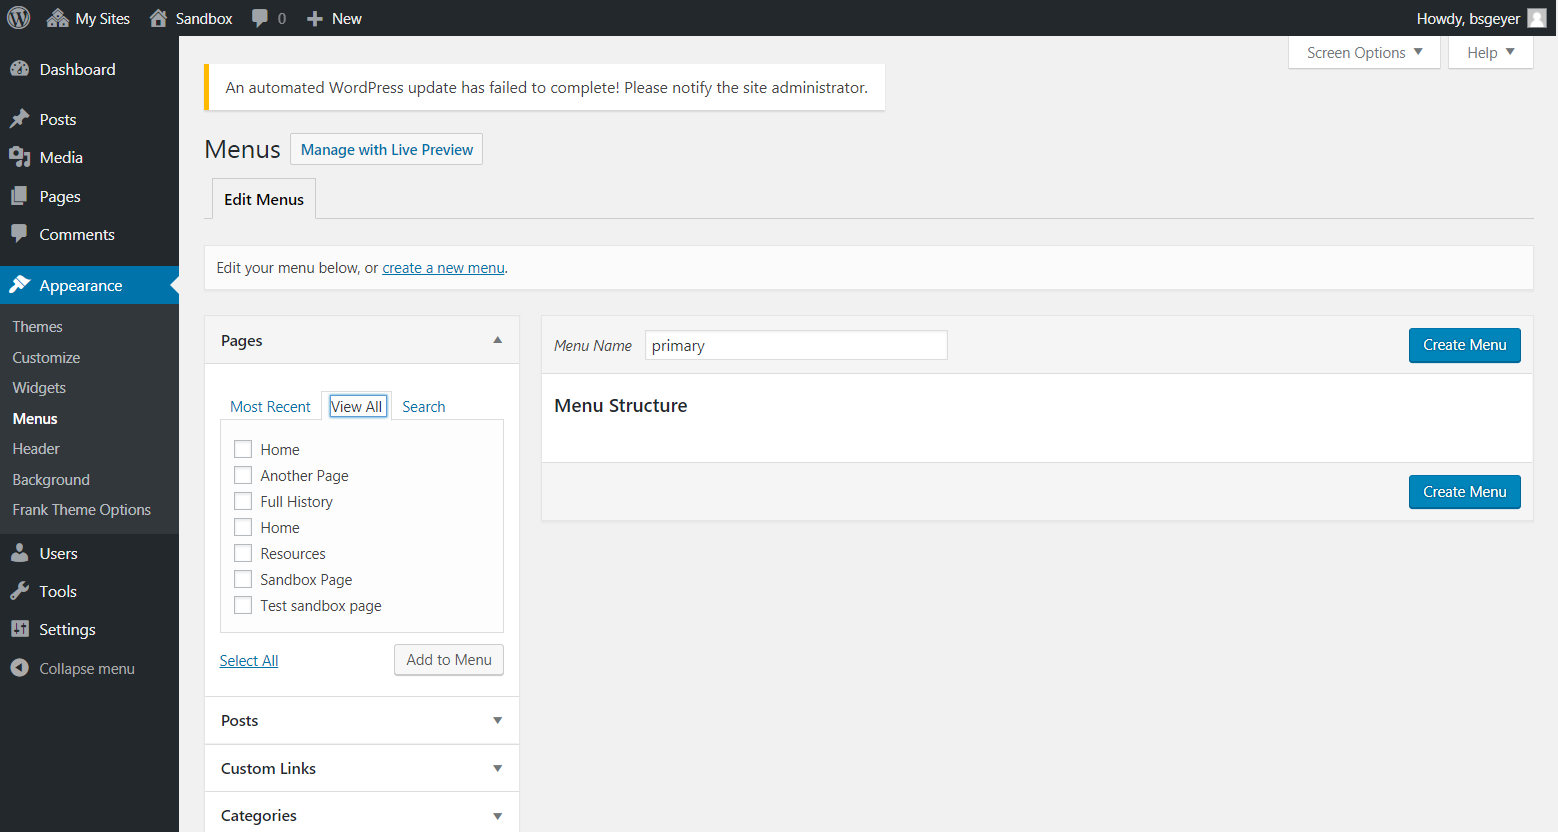 My Sites Sandbox 0 New Howdy, bsgeyer
Screen Options Help
Dashboard
Posts
Media
Pages
Comments
Appearance
Themes
Customize
Widgets
Menus
Header
Background
Frank Theme Options
Users
Tools
Settings
Collapse menu
An automated WordPress update has failed to complete! Please notify the site administrator.
Menus Manage with Live Preview
Edit Menus
Edit your menu below, or create a new menu.
Pages
Most Recent View All Search
Home
Another Page
Full History
Home
Resources
Sandbox Page
Test sandbox page
Select All Add to Menu
Posts
Custom Links
Categories
Menu Name primary Create Menu
Menu Structure
Create Menu